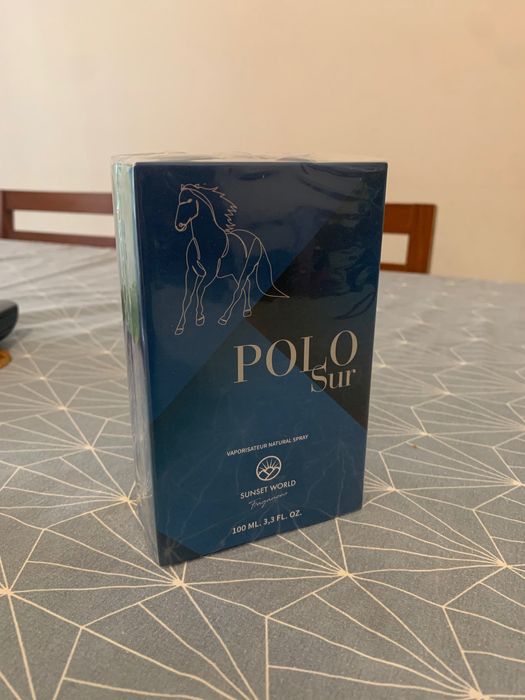 POLO
Sur
VAPORISATEUR NATURAL SPRAY
SUNSET WORLD
100 ML. 3,3 FL. OZ.